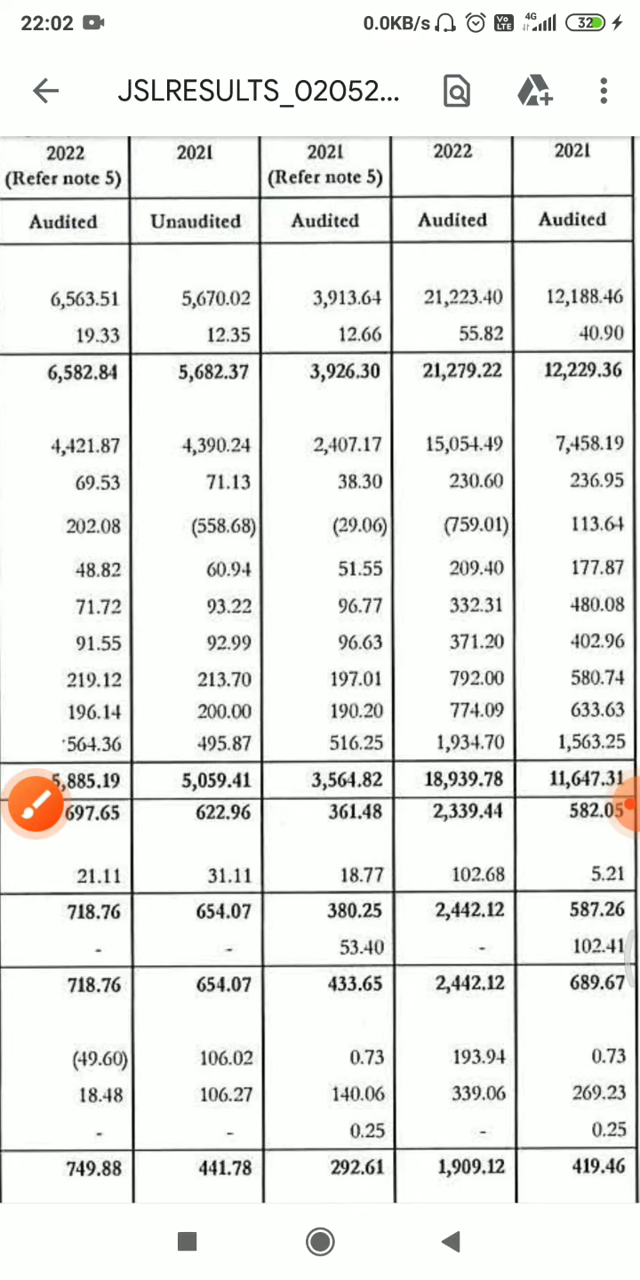 22:02 0.0KB/s Vo LTE 4G 32
JSLRESULTS_02052...
2022 2021 2021 2022 2021
(Refer note 5) (Refer note 5)
Audited Unaudited Audited Audited Audited
6,563.51 5,670.02 3,913.64 21,223.40 12,188.46
19.33 12.35 12.66 55.82 40.90
6,582.84 5,682.37 3,926.30 21,279.22 12,229.36
4,421.87 4,390.24 2,407.17 15,054.49 7,458.19
69.53 71.13 38.30 230.60 236.95
202.08 (558.68) (29.06) (759.01) 113.64
48.82 60.94 51.55 209.40 177.87
71.72 93.22 96.77 332.31 480.08
91.55 92.99 96.63 371.20 402.96
219.12 213.70 197.01 792.00 580.74
196.14 200.00 190.20 774.09 633.63
564.36 495.87 516.25 1,934.70 1,563.25
5,885.19 5,059.41 3,564.82 18,939.78 11,647.31
697.65 622.96 361.48 2,339.44 582.05
21.11 31.11 18.77 102.68 5.21
718.76 654.07 380.25 2,442.12 587.26
- - 53.40 - 102.41
718.76 654.07 433.65 2,442.12 689.67
(49.60) 106.02 0.73 193.94 0.73
18.48 106.27 140.06 339.06 269.23
- - 0.25 - 0.25
749.88 441.78 292.61 1,909.12 419.46